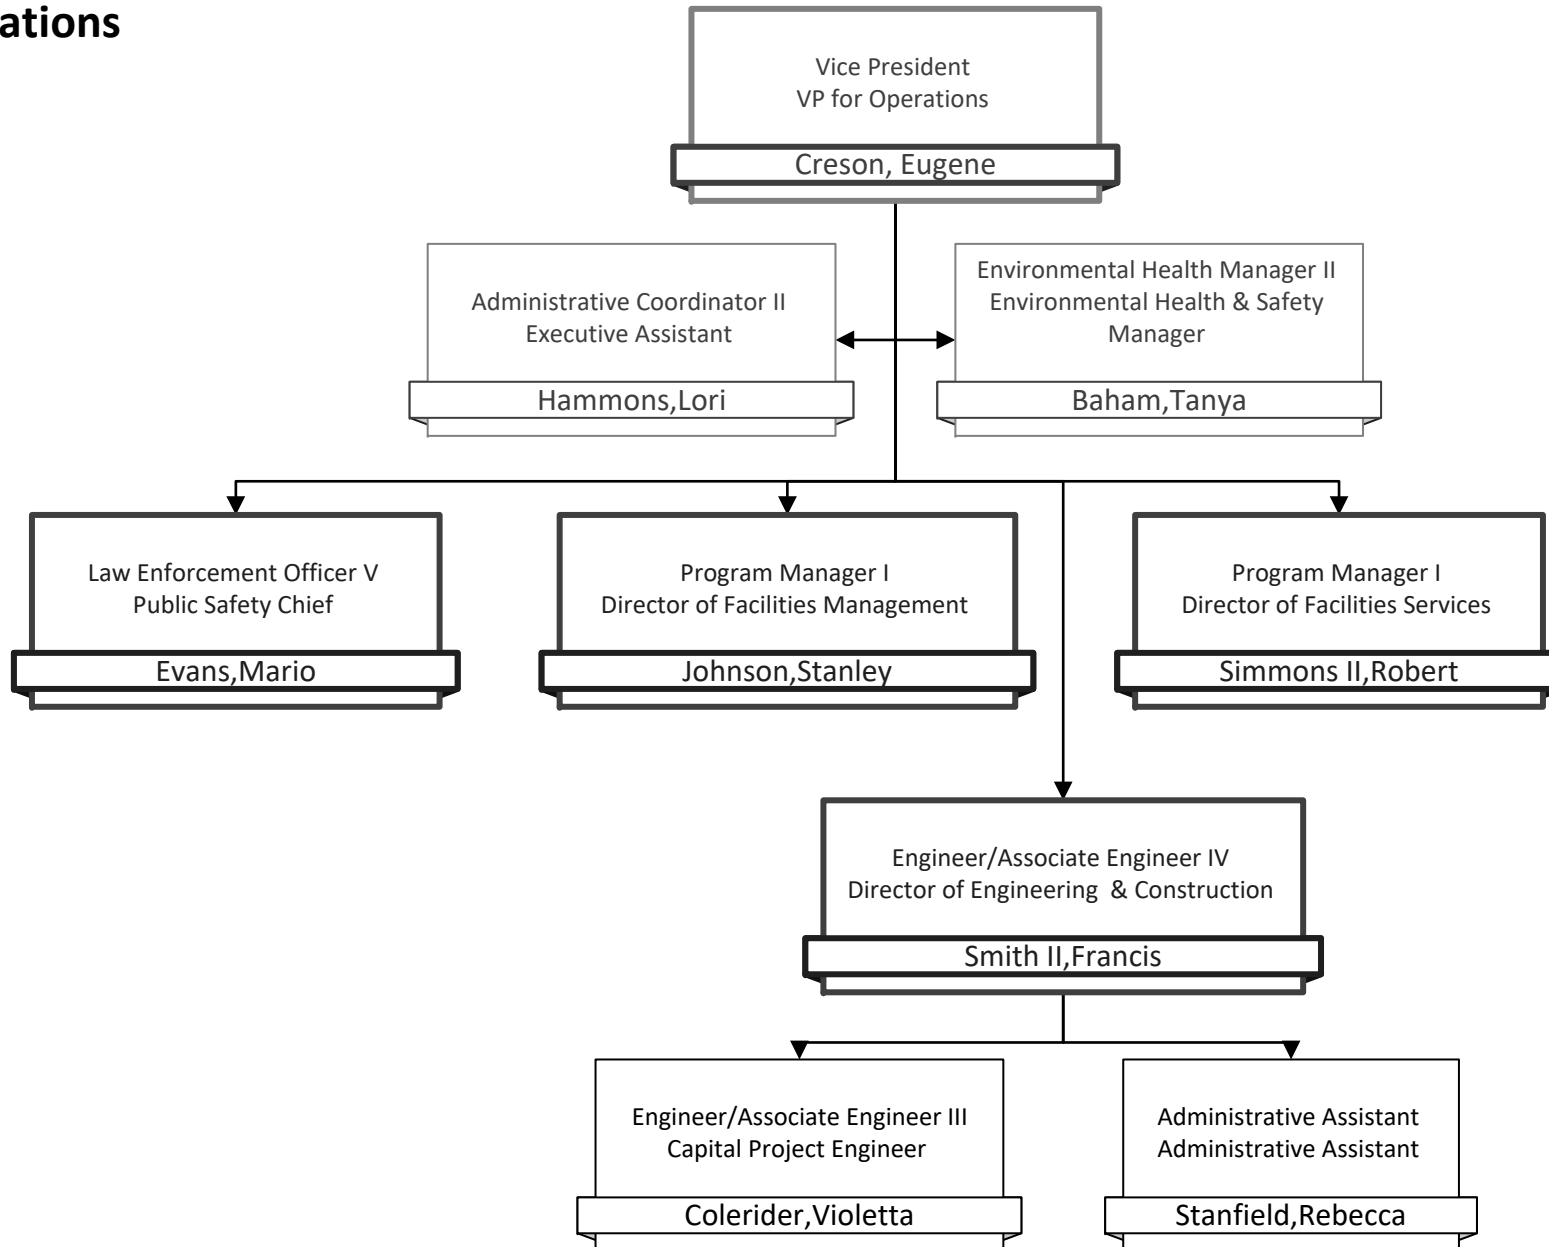 ations
Vice President
VP for Operations
Creson, Eugene
Administrative Coordinator II
Executive Assistant
Hammons,Lori
Environmental Health Manager II
Environmental Health & Safety
Manager
Baham,Tanya
Law Enforcement Officer V
Public Safety Chief
Evans,Mario
Program Manager I
Director of Facilities Management
Johnson,Stanley
Program Manager I
Director of Facilities Services
Simmons II,Robert
Engineer/Associate Engineer IV
Director of Engineering  & Construction
Smith II,Francis
Engineer/Associate Engineer III
Capital Project Engineer
Colerider,Violetta
Administrative Assistant
Administrative Assistant
Stanfield,Rebecca